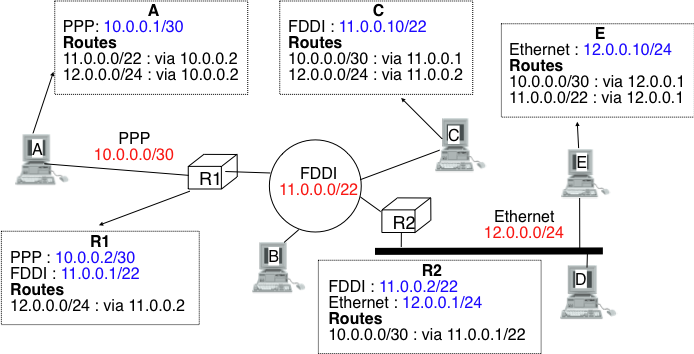 A
PPP: 10.0.0.1/30
Routes
11.0.0.0/22 : via 10.0.0.2
12.0.0.0/24 : via 10.0.0.2
C
FDDI : 11.0.0.10/22
Routes
10.0.0.0/30 : via 11.0.0.1
12.0.0.0/24 : via 11.0.0.2
E
Ethernet : 12.0.0.10/24
Routes
10.0.0.0/30 : via 12.0.0.1
11.0.0.0/22 : via 12.0.0.1
A
PPP
10.0.0.0/30
R1
FDDI
11.0.0.0/22
C
E
R2
Ethernet
12.0.0.0/24
B
D
R1
PPP : 10.0.0.2/30
FDDI : 11.0.0.1/22
Routes
12.0.0.0/24 : via 11.0.0.2
R2
FDDI : 11.0.0.2/22
Ethernet : 12.0.0.1/24
Routes
10.0.0.0/30 : via 11.0.0.1/22